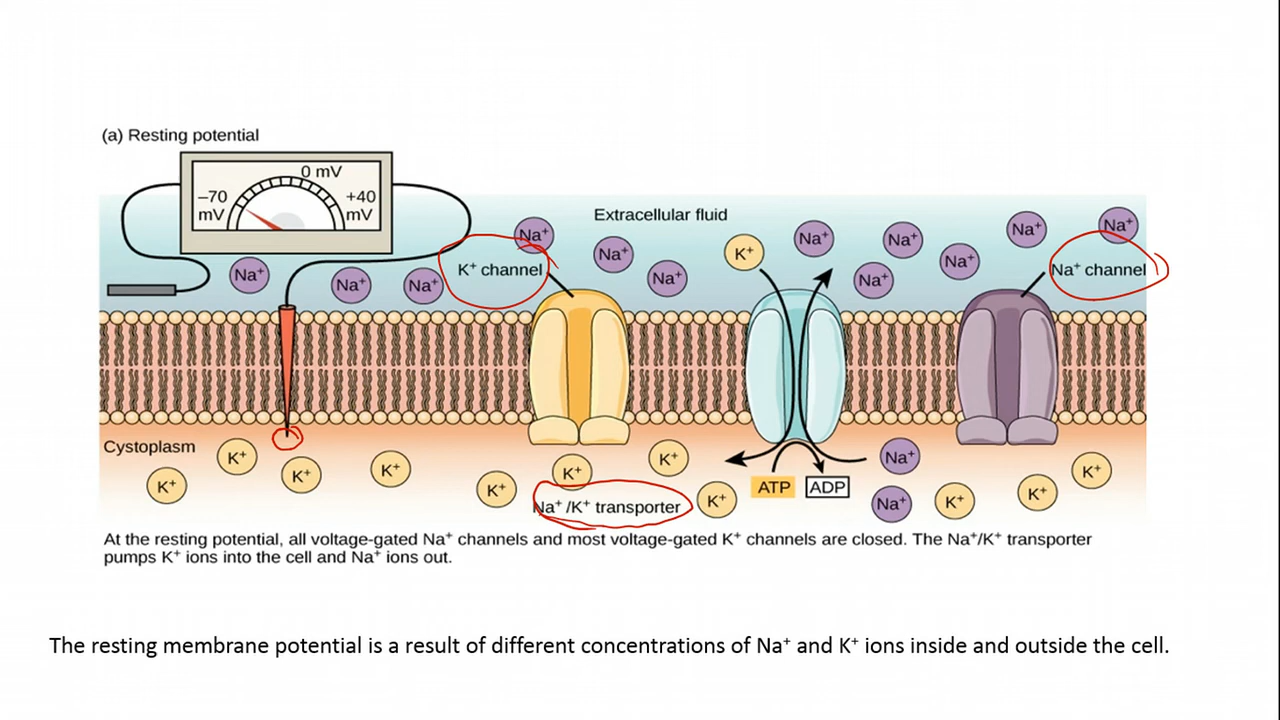 (a) Resting potential
0 mV
–70 mV
+40 mV
Extracellular fluid
Na⁺
Na⁺
Na⁺
Na⁺
Na⁺
Na⁺
K⁺
Na⁺
Na⁺
Na⁺
Na⁺
Na⁺
Na⁺
K⁺ channel
Na⁺ channel
Cystoplasm
K⁺
K⁺
K⁺
K⁺
K⁺
K⁺
K⁺
K⁺
Na⁺
Na⁺
K⁺
K⁺
K⁺
ATP
ADP
Na⁺ /K⁺ transporter
At the resting potential, all voltage-gated Na⁺ channels and most voltage-gated K⁺ channels are closed. The Na⁺/K⁺ transporter
pumps K⁺ ions into the cell and Na⁺ ions out.
The resting membrane potential is a result of different concentrations of Na⁺ and K⁺ ions inside and outside the cell.